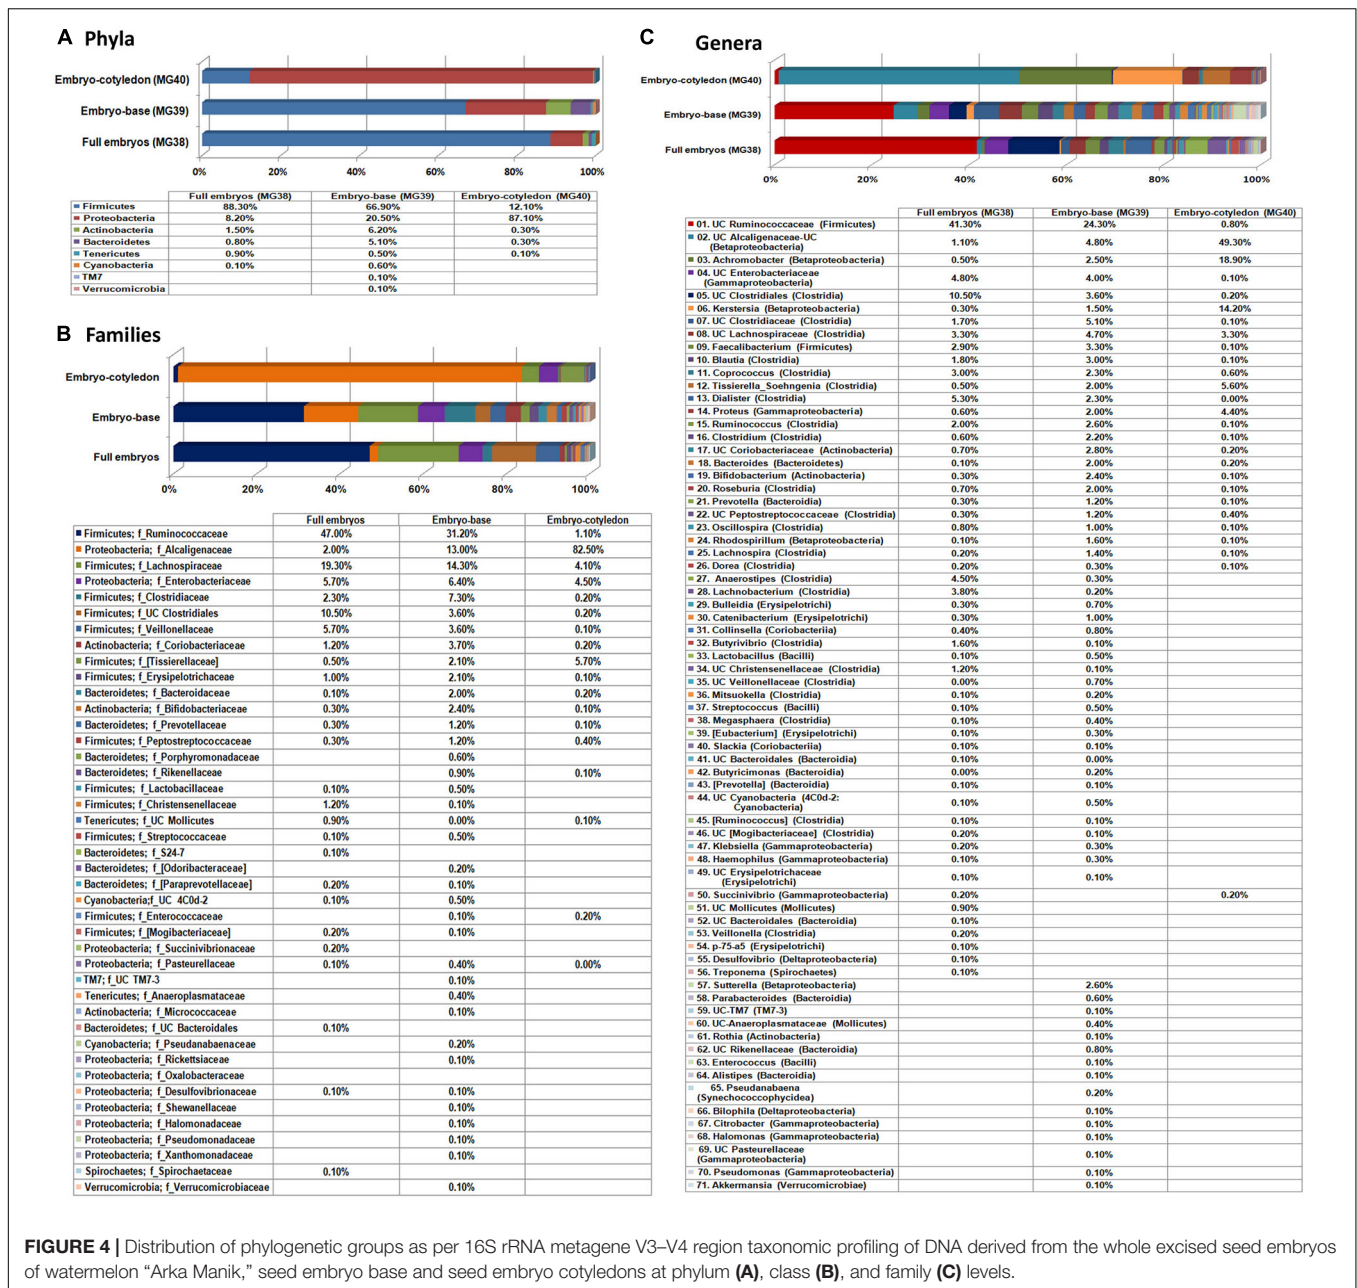 A Phyla
Embryo-cotyledon (MG40)
Embryo-base (MG39)
Full embryos (MG38)
0% 20% 40% 60% 80% 100%
Full embryos (MG38) Embryo-base (MG39) Embryo-cotyledon (MG40)
Firmicutes 88.30% 66.90% 12.10%
Proteobacteria 8.20% 20.50% 87.10%
Actinobacteria 1.50% 6.20% 0.30%
Bacteroidetes 0.80% 5.10% 0.30%
Tenericutes 0.90% 0.50% 0.10%
Cyanobacteria 0.10% 0.60%
TM7 0.10%
Verrucomicrobia 0.10%
B Families
Embryo-cotyledon
Embryo-base
Full embryos
0% 20% 40% 60% 80% 100%
Full embryos Embryo-base Embryo-cotyledon
Firmicutes; f_Ruminococcaceae 47.00% 31.20% 1.10%
Proteobacteria; f_Alcaligenaceae 2.00% 13.00% 82.50%
Firmicutes; f_Lachnospiraceae 19.30% 14.30% 4.10%
Proteobacteria; f_Enterobacteriaceae 5.70% 6.40% 4.50%
Firmicutes; f_Clostridiaceae 2.30% 7.30% 0.20%
Firmicutes; f_UC Clostridiales 10.50% 3.60% 0.20%
Firmicutes; f_Veillonellaceae 5.70% 3.60% 0.10%
Actinobacteria; f_Coriobacteriaceae 1.20% 3.70% 0.20%
Firmicutes; f_[Tissierellaceae] 0.50% 2.10% 5.70%
Firmicutes; f_Erysipelotrichaceae 1.00% 2.10% 0.10%
Bacteroidetes; f_Bacteroidaceae 0.10% 2.00% 0.20%
Actinobacteria; f_Bifidobacteriaceae 0.30% 2.40% 0.10%
Bacteroidetes; f_Prevotellaceae 0.30% 1.20% 0.10%
Firmicutes; f_Peptostreptococcaceae 0.30% 1.20% 0.40%
Bacteroidetes; f_Porphyromonadaceae 0.60%
Bacteroidetes; f_Rikenellaceae 0.90% 0.10%
Firmicutes; f_Lactobacillaceae 0.10% 0.50%
Firmicutes; f_Christensenellaceae 1.20% 0.10%
Tenericutes; f_UC Mollicutes 0.90% 0.00% 0.10%
Firmicutes; f_Streptococcaceae 0.10% 0.50%
Bacteroidetes; f_S24-7 0.10%
Bacteroidetes; f_[Odoribacteraceae] 0.20%
Bacteroidetes; f_[Paraprevotellaceae] 0.20% 0.10%
Cyanobacteria;f_UC 4C0d-2 0.10% 0.50%
Firmicutes; f_Enterococcaceae 0.10% 0.20%
Firmicutes; f_[Mogibacteriaceae] 0.20% 0.10%
Proteobacteria; f_Succinivibrionaceae 0.20%
Proteobacteria; f_Pasteurellaceae 0.10% 0.40% 0.00%
TM7; f_UC TM7-3 0.10%
Tenericutes; f_Anaeroplasmataceae 0.40%
Actinobacteria; f_Micrococcaceae 0.10%
Bacteroidetes; f_UC Bacteroidales 0.10%
Cyanobacteria; f_Pseudanabaenaceae 0.20%
Proteobacteria; f_Rickettsiaceae 0.10%
Proteobacteria; f_Oxalobacteraceae
Proteobacteria; f_Desulfovibrionaceae 0.10% 0.10%
Proteobacteria; f_Shewanellaceae 0.10%
Proteobacteria; f_Halomonadaceae 0.10%
Proteobacteria; f_Pseudomonadaceae 0.10%
Proteobacteria; f_Xanthomonadaceae 0.10%
Spirochaetes; f_Spirochaetaceae 0.10%
Verrucomicrobia; f_Verrucomicrobiaceae 0.10%
C Genera
Embryo-cotyledon (MG40)
Embryo-base (MG39)
Full embryos (MG38)
0% 20% 40% 60% 80% 100%
Full embryos (MG38) Embryo-base (MG39) Embryo-cotyledon (MG40)
01. UC Ruminococcaceae (Firmicutes) 41.30% 24.30% 0.80%
02. UC Alcaligenaceae-UC
(Betaproteobacteria) 1.10% 4.80% 49.30%
03. Achromobacter (Betaproteobacteria) 0.50% 2.50% 18.90%
04. UC Enterobacteriaceae
(Gammaproteobacteria) 4.80% 4.00% 0.10%
05. UC Clostridiales (Clostridia) 10.50% 3.60% 0.20%
06. Kerstersia (Betaproteobacteria) 0.30% 1.50% 14.20%
07. UC Clostridiaceae (Clostridia) 1.70% 5.10% 0.10%
08. UC Lachnospiraceae (Clostridia) 3.30% 4.70% 3.30%
09. Faecalibacterium (Firmicutes) 2.90% 3.30% 0.10%
10. Blautia (Clostridia) 1.80% 3.00% 0.10%
11. Coprococcus (Clostridia) 3.00% 2.30% 0.60%
12. Tissierella_Soehngenia (Clostridia) 0.50% 2.00% 5.60%
13. Dialister (Clostridia) 5.30% 2.30% 0.00%
14. Proteus (Gammaproteobacteria) 0.60% 2.00% 4.40%
15. Ruminococcus (Clostridia) 2.00% 2.60% 0.10%
16. Clostridium (Clostridia) 0.60% 2.20% 0.10%
17. UC Coriobacteriaceae (Actinobacteria) 0.70% 2.80% 0.20%
18. Bacteroides (Bacteroidetes) 0.10% 2.00% 0.20%
19. Bifidobacterium (Actinobacteria) 0.30% 2.40% 0.10%
20. Roseburia (Clostridia) 0.70% 2.00% 0.10%
21. Prevotella (Bacteroidia) 0.30% 1.20% 0.10%
22. UC Peptostreptococcaceae (Clostridia) 0.30% 1.20% 0.40%
23. Oscillospira (Clostridia) 0.80% 1.00% 0.10%
24. Rhodospirillum (Betaproteobacteria) 0.10% 1.60% 0.10%
25. Lachnospira (Clostridia) 0.20% 1.40% 0.10%
26. Dorea (Clostridia) 0.20% 0.30% 0.10%
27. Anaerostipes (Clostridia) 4.50% 0.30%
28. Lachnobacterium (Clostridia) 3.80% 0.20%
29. Bulleidia (Erysipelotrichi) 0.30% 0.70%
30. Catenibacterium (Erysipelotrichi) 0.30% 1.00%
31. Collinsella (Coriobacteriia) 0.40% 0.80%
32. Butyrivibrio (Clostridia) 1.60% 0.10%
33. Lactobacillus (Bacilli) 0.10% 0.50%
34. UC Christensenellaceae (Clostridia) 1.20% 0.10%
35. UC Veillonellaceae (Clostridia) 0.00% 0.70%
36. Mitsuokella (Clostridia) 0.10% 0.20%
37. Streptococcus (Bacilli) 0.10% 0.50%
38. Megasphaera (Clostridia) 0.10% 0.40%
39. [Eubacterium] (Erysipelotrichi) 0.10% 0.30%
40. Slackia (Coriobacteriia) 0.10% 0.10%
41. UC Bacteroidales (Bacteroidia) 0.10% 0.00%
42. Butyricimonas (Bacteroidia) 0.00% 0.20%
43. [Prevotella] (Bacteroidia) 0.10% 0.10%
44. UC Cyanobacteria (4C0d-2:
Cyanobacteria) 0.10% 0.50%
45. [Ruminococcus] (Clostridia) 0.10% 0.10%
46. UC [Mogibacteriaceae] (Clostridia) 0.20% 0.10%
47. Klebsiella (Gammaproteobacteria) 0.20% 0.30%
48. Haemophilus (Gammaproteobacteria) 0.10% 0.30%
49. UC Erysipelotrichaceae
(Erysipelotrichi) 0.10% 0.10%
50. Succinivibrio (Gammaproteobacteria) 0.20% 0.20%
51. UC Mollicutes (Mollicutes) 0.90%
52. UC Bacteroidales (Bacteroidia) 0.10%
53. Veillonella (Clostridia) 0.20%
54. p-75-a5 (Erysipelotrichi) 0.10%
55. Desulfovibrio (Deltaproteobacteria) 0.10%
56. Treponema (Spirochaetes) 0.10%
57. Sutterella (Betaproteobacteria) 2.60%
58. Parabacteroides (Bacteroidia) 0.60%
59. UC-TM7 (TM7-3) 0.10%
60. UC-Anaeroplasmataceae (Mollicutes) 0.40%
61. Rothia (Actinobacteria) 0.10%
62. UC Rikenellaceae (Bacteroidia) 0.80%
63. Enterococcus (Bacilli) 0.10%
64. Alistipes (Bacteroidia) 0.10%
65. Pseudanabaena
(Synechococcophycidea) 0.20%
66. Bilophila (Deltaproteobacteria) 0.10%
67. Citrobacter (Gammaproteobacteria) 0.10%
68. Halomonas (Gammaproteobacteria) 0.10%
69. UC Pasteurellaceae
(Gammaproteobacteria) 0.10%
70. Pseudomonas (Gammaproteobacteria) 0.10%
71. Akkermansia (Verrucomicrobiae) 0.10%
FIGURE 4 | Distribution of phylogenetic groups as per 16S rRNA metagene V3–V4 region taxonomic profiling of DNA derived from the whole excised seed embryos
of watermelon “Arka Manik,” seed embryo base and seed embryo cotyledons at phylum (A), class (B), and family (C) levels.